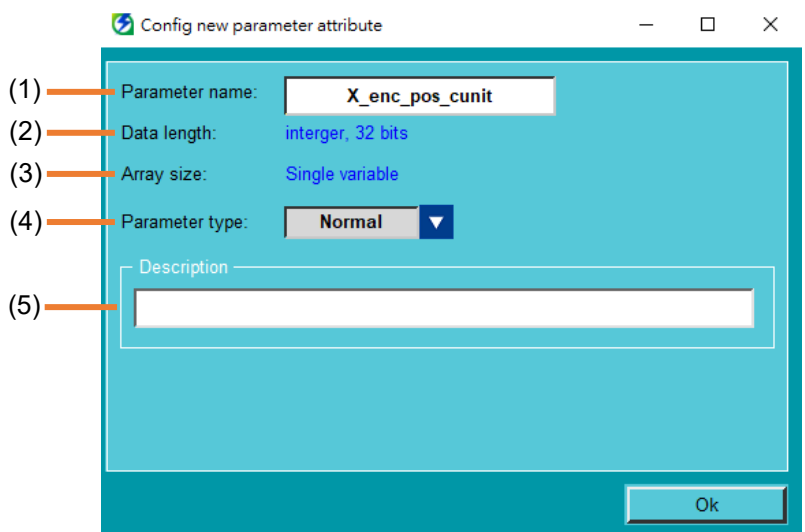 Config new parameter attribute
(1) Parameter name: X_enc_pos_cunit
(2) Data length: interger, 32 bits
(3) Array size: Single variable
(4) Parameter type: Normal
Description
(5)
Ok